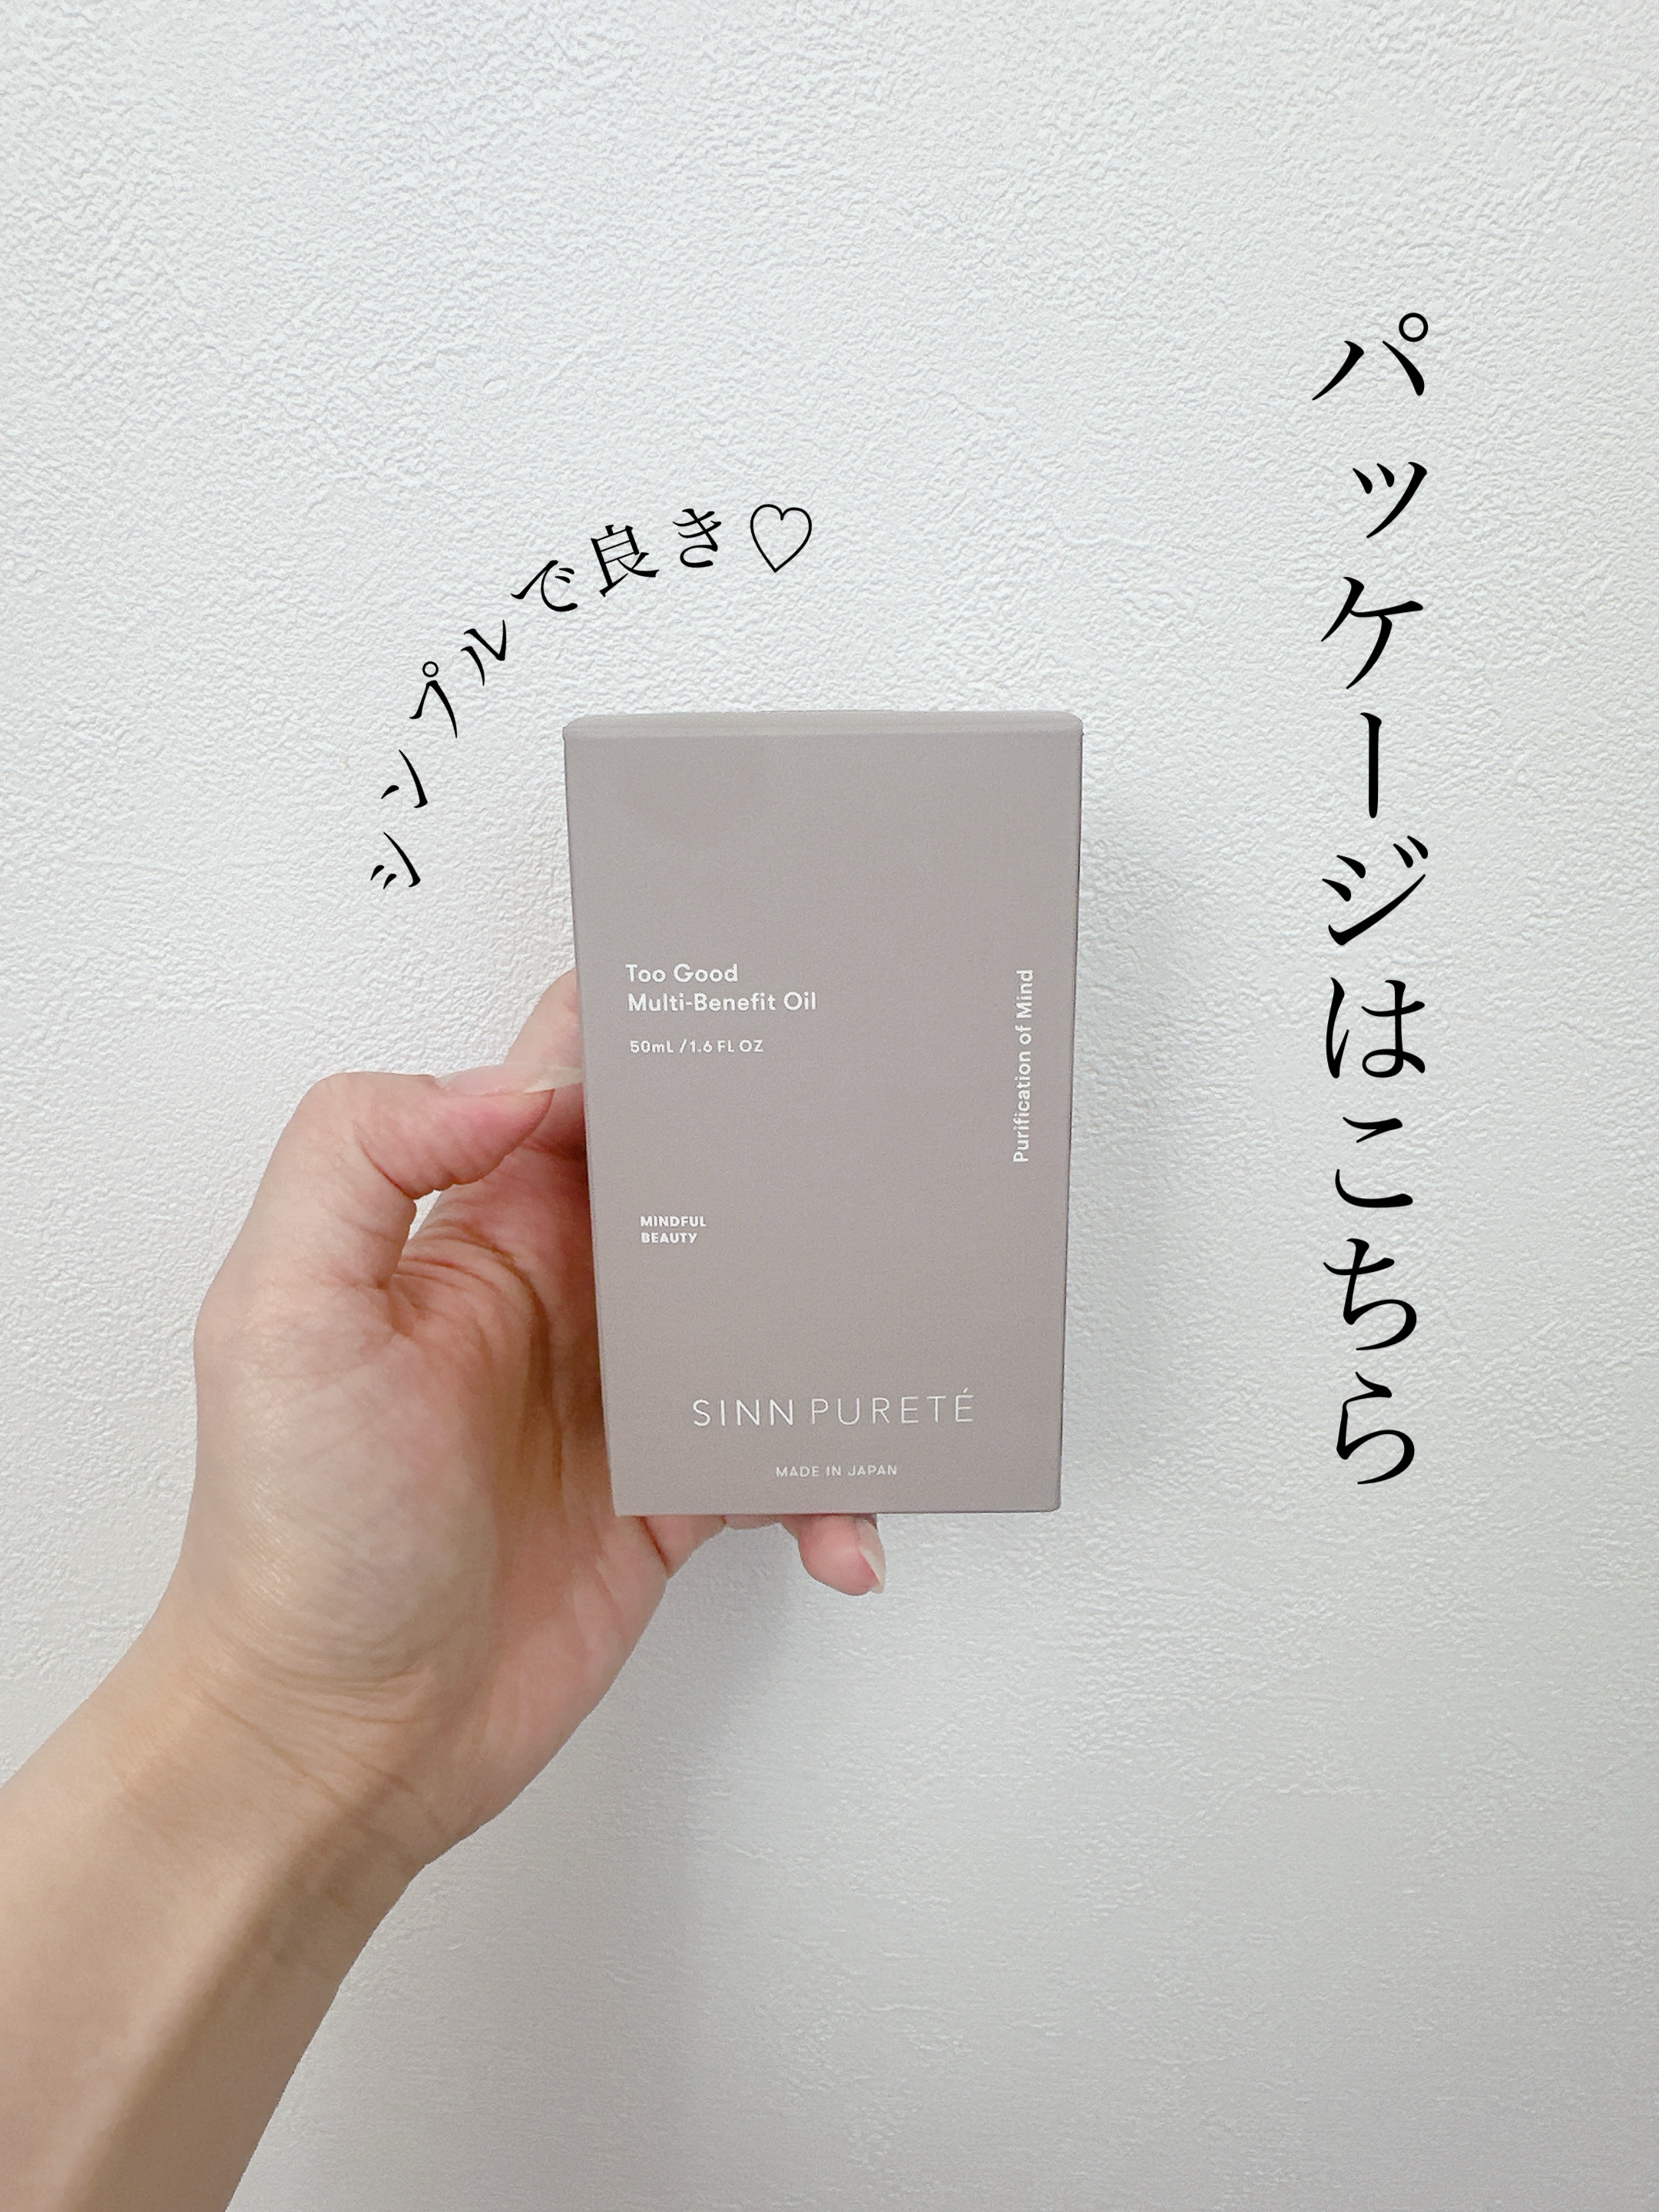 パッケージはこちら
シンプルで良き♡
Too Good
Multi-Benefit Oil
50mL / 1.6 FL OZ
Purification of Mind
MINDFUL
BEAUTY
SINN PURETÉ
MADE IN JAPAN